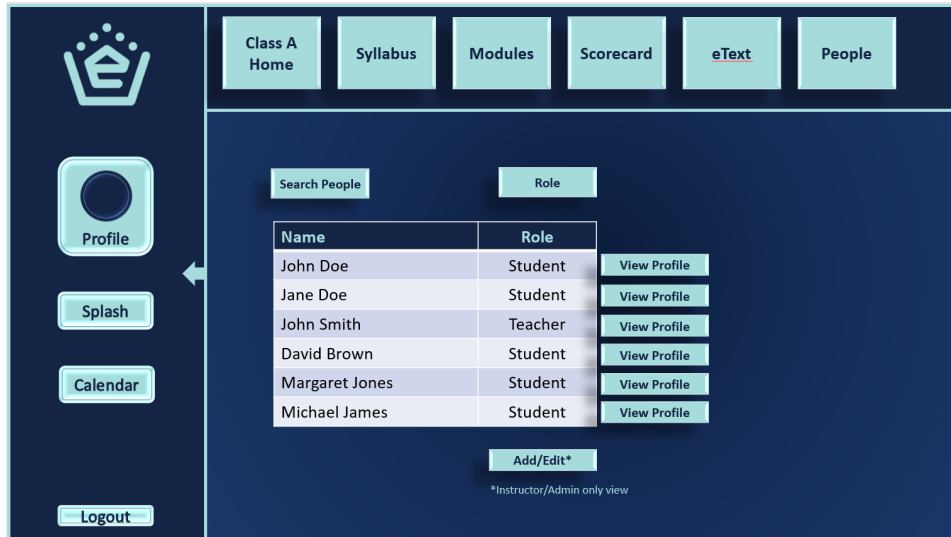 Class A
Home
Syllabus
Modules
Scorecard
eText
People
Profile
Splash
Calendar
Logout
Search People
Role
Name Role
John Doe Student View Profile
Jane Doe Student View Profile
John Smith Teacher View Profile
David Brown Student View Profile
Margaret Jones Student View Profile
Michael James Student View Profile
Add/Edit*
*Instructor/Admin only view